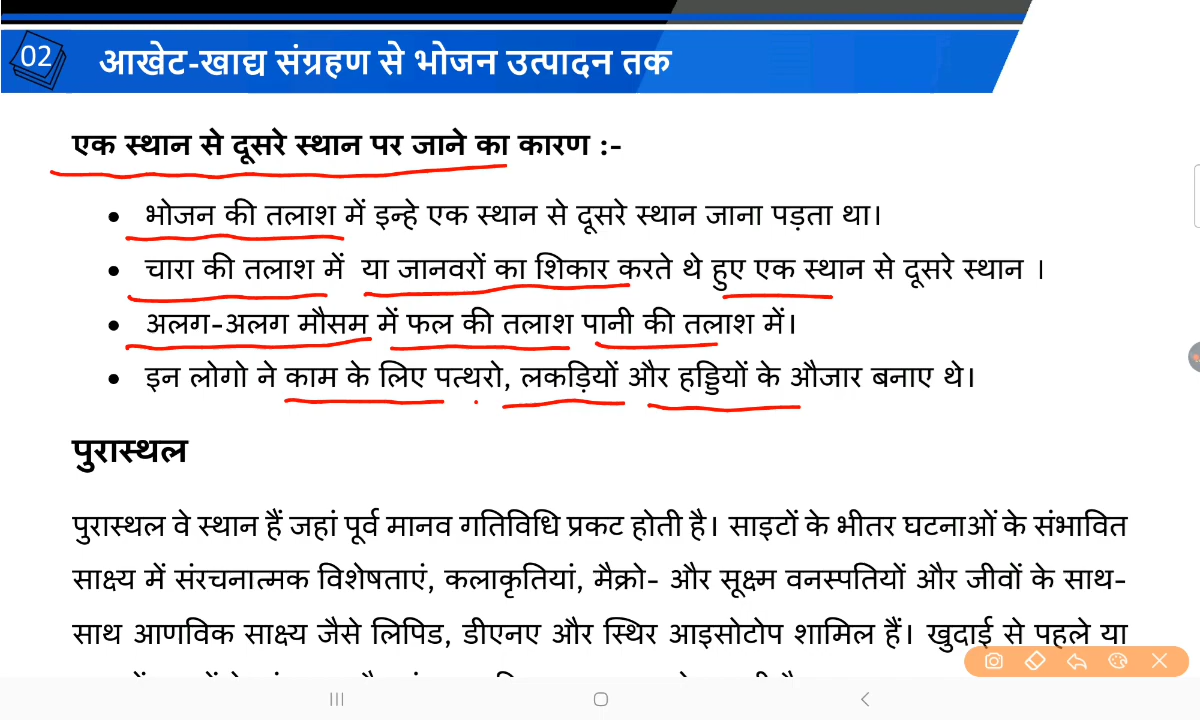 02
आखेट-खाद्य संग्रहण से भोजन उत्पादन तक
एक स्थान से दूसरे स्थान पर जाने का कारण :-
• भोजन की तलाश में इन्हे एक स्थान से दूसरे स्थान जाना पड़ता था।
• चारा की तलाश में या जानवरों का शिकार करते थे हुए एक स्थान से दूसरे स्थान ।
• अलग-अलग मौसम में फल की तलाश पानी की तलाश में।
• इन लोगो ने काम के लिए पत्थरो, लकड़ियों और हड्डियों के औजार बनाए थे।
पुरास्थल
पुरास्थल वे स्थान हैं जहां पूर्व मानव गतिविधि प्रकट होती है। साइटों के भीतर घटनाओं के संभावित
साक्ष्य में संरचनात्मक विशेषताएं, कलाकृतियां, मैक्रो- और सूक्ष्म वनस्पतियों और जीवों के साथ-
साथ आणविक साक्ष्य जैसे लिपिड, डीएनए और स्थिर आइसोटोप शामिल हैं। खुदाई से पहले या